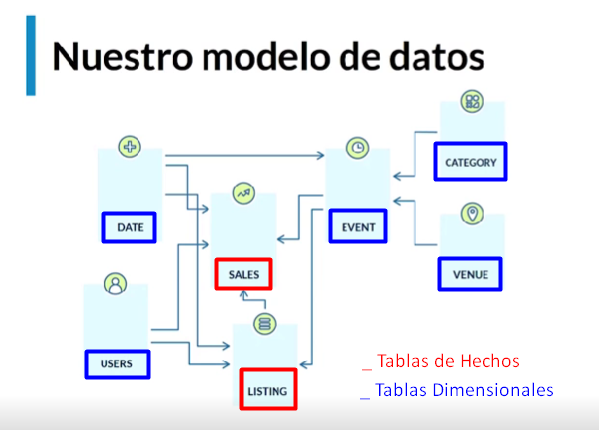 Nuestro modelo de datos
CATEGORY
DATE
EVENT
SALES
VENUE
USERS
LISTING
_ Tablas de Hechos
_ Tablas Dimensionales